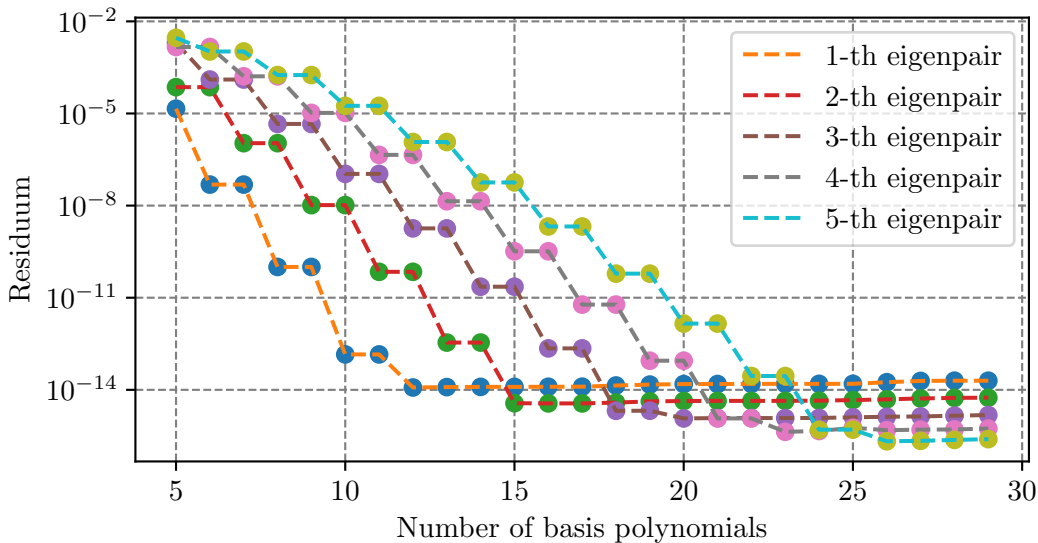 10⁻²
10⁻⁵
10⁻⁸
10⁻¹¹
10⁻¹⁴
Residuum
1-th eigenpair
2-th eigenpair
3-th eigenpair
4-th eigenpair
5-th eigenpair
5 10 15 20 25 30
Number of basis polynomials